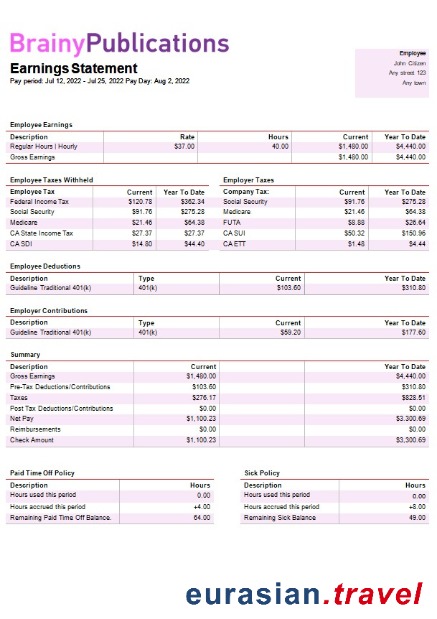 BrainyPublications
Earnings Statement
Pay period: Jul 12, 2022 - Jul 25, 2022 Pay Day: Aug 2, 2022
Employee
John Citizen
Any street 123
Any town
Employee Earnings
Description Rate Hours Current Year To Date
Regular Hours | Hourly $37.00 40.00 $1,480.00 $4,440.00
Gross Earnings $1,480.00 $4,440.00
Employee Taxes Withheld
Employee Tax Current Year To Date
Federal Income Tax $120.78 $362.34
Social Security $91.76 $275.28
Medicare $21.46 $64.38
CA State Income Tax $27.37 $27.37
CA SDI $14.80 $44.40
Employer Taxes
Company Tax: Current Year To Date
Social Security $91.76 $275.28
Medicare $21.46 $64.38
FUTA $8.88 $26.64
CA SUI $50.32 $150.96
CA ETT $1.48 $4.44
Employee Deductions
Description Type Current Year To Date
Guideline Traditional 401(k) 401(k) $103.60 $310.80
Employer Contributions
Description Type Current Year To Date
Guideline Traditional 401(k) 401(k) $59.20 $177.60
Summary
Description Current Year To Date
Gross Earnings $1,480.00 $4,440.00
Pre-Tax Deductions/Contributions $103.60 $310.80
Taxes $276.17 $828.51
Post Tax Deductions/Contributions $0.00 $0.00
Net Pay $1,100.23 $3,300.69
Reimbursements $0.00 $0.00
Check Amount $1,100.23 $3,300.69
Paid Time Off Policy
Description Hours
Hours used this period 0.00
Hours accrued this period +4.00
Remaining Paid Time Off Balance. 64.00
Sick Policy
Description Hours
Hours used this period 0.00
Hours accrued this period +8.00
Remaining Sick Balance 49.00
eurasian.travel